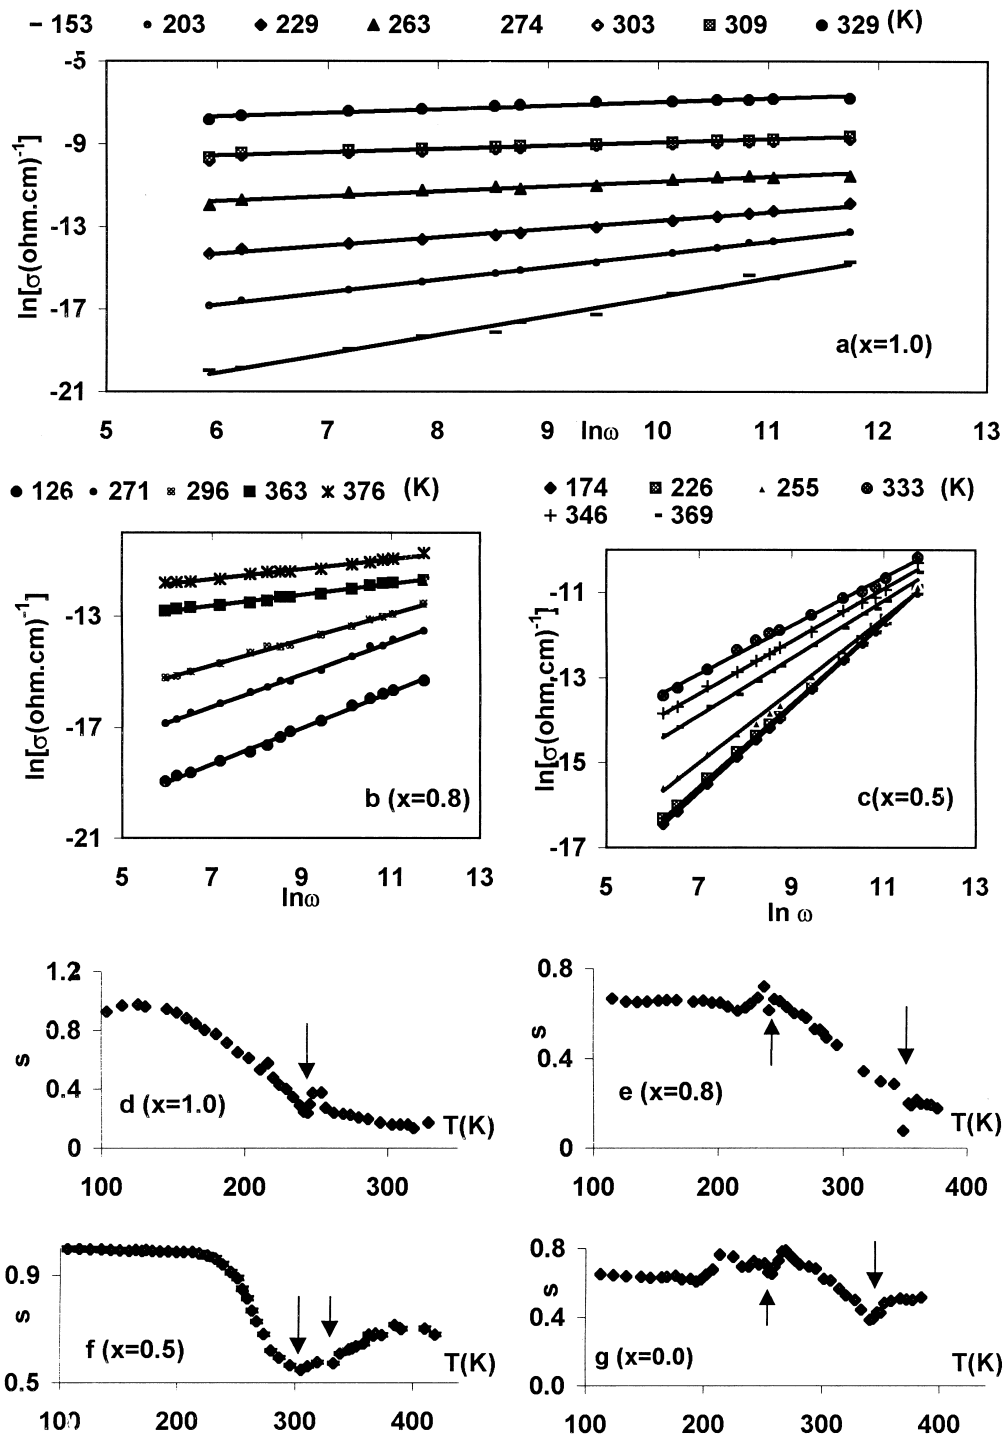 153 203 229 263 274 303 309 329 (K)
-5
-9
-13
-17
-21
ln[σ(ohm.cm)⁻¹]
a(x=1.0)
5 6 7 8 9 lnω 10 11 12 13
126 271 296 363 376 (K)
174 226 255 333 (K)
346 369
-13
-17
-21
ln[σ(ohm.cm)⁻¹]
b (x=0.8)
5 7 9 11 13
lnω
-11
-13
-15
-17
ln[σ(ohm,cm)⁻¹]
c(x=0.5)
5 7 9 11 13
ln ω
1.2
0.8
0.4
0
s
d (x=1.0)
T(K)
100 200 300
0.8
0.4
0
s
e (x=0.8)
T(K)
100 200 300 400
0.9
0.5
s
f (x=0.5)
T(K)
100 200 300 400
0.8
0.4
0.0
s
g (x=0.0)
T(K)
100 200 300 400